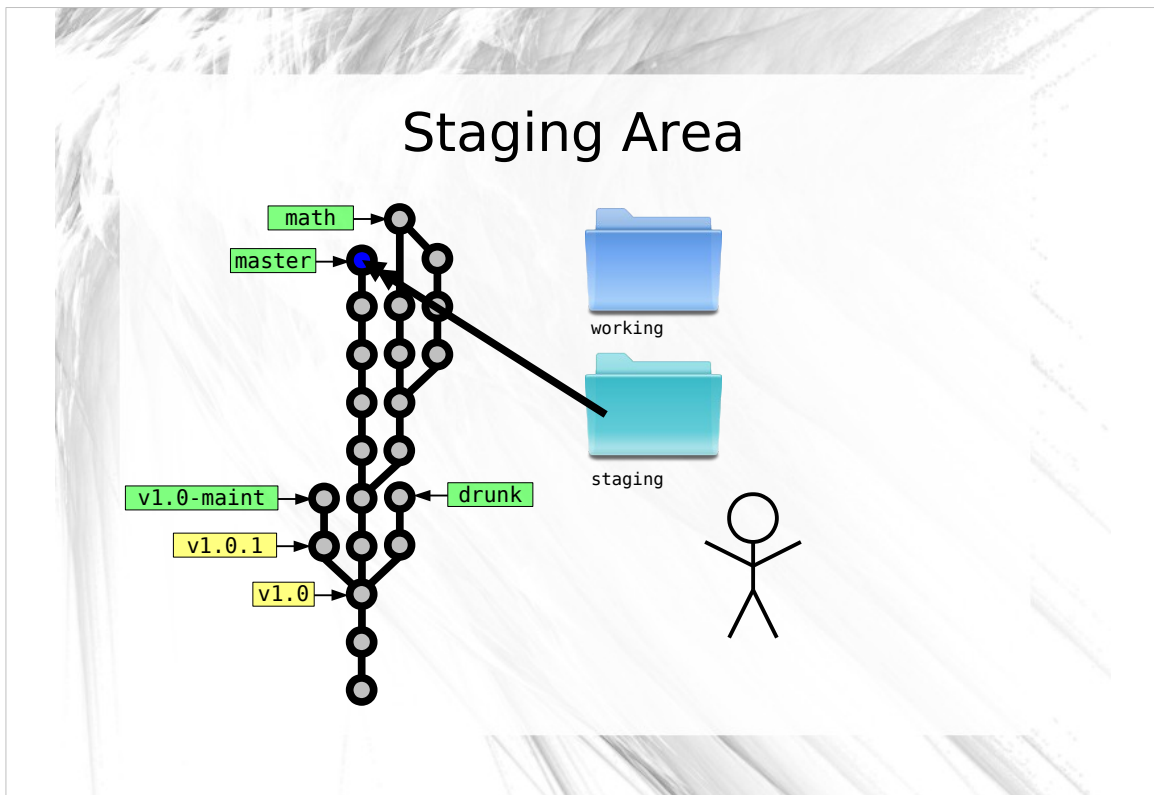 Staging Area
math
master
working
staging
v1.0-maint
drunk
v1.0.1
v1.0